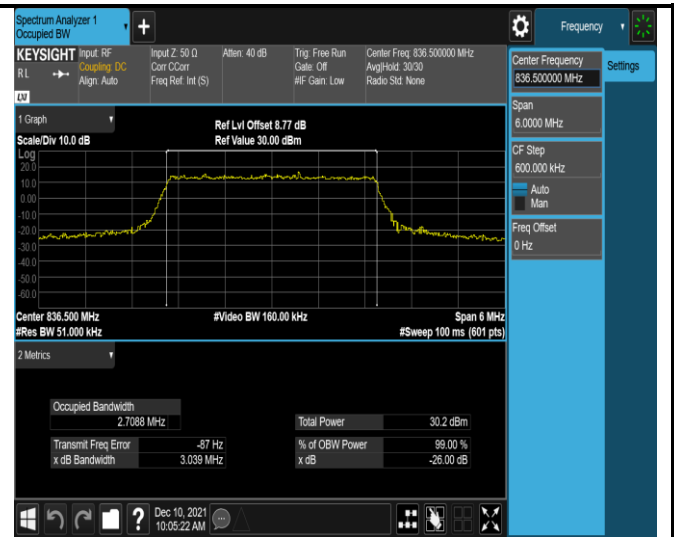 Spectrum Analyzer 1
Occupied BW
+
Frequency
KEYSIGHT
Input: RF
Coupling: DC
Align: Auto
Input Z: 50 Ω
Corr CCorr
Freq Ref: Int (S)
Atten: 40 dB
Trig: Free Run
Gate: Off
#IF Gain: Low
Center Freq: 836.500000 MHz
Avg|Hold: 30/30
Radio Std: None
R L
LXI
Center Frequency
836.500000 MHz
Settings
Span
6.0000 MHz
CF Step
600.000 kHz
Auto
Man
Freq Offset
0 Hz
1 Graph
Scale/Div 10.0 dB
Ref Lvl Offset 8.77 dB
Ref Value 30.00 dBm
Log
20.0
10.0
0.00
-10.0
-20.0
-30.0
-40.0
-50.0
-60.0
Center 836.500 MHz
#Video BW 160.00 kHz
Span 6 MHz
#Res BW 51.000 kHz
#Sweep 100 ms (601 pts)
2 Metrics
Occupied Bandwidth
2.7088 MHz
Total Power
30.2 dBm
Transmit Freq Error
-87 Hz
% of OBW Power
99.00 %
x dB Bandwidth
3.039 MHz
x dB
-26.00 dB
?
Dec 10, 2021
10:05:22 AM